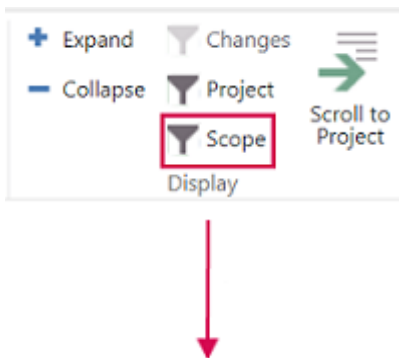 Expand
Changes
Collapse
Project
Scope
Scroll to
Project
Display